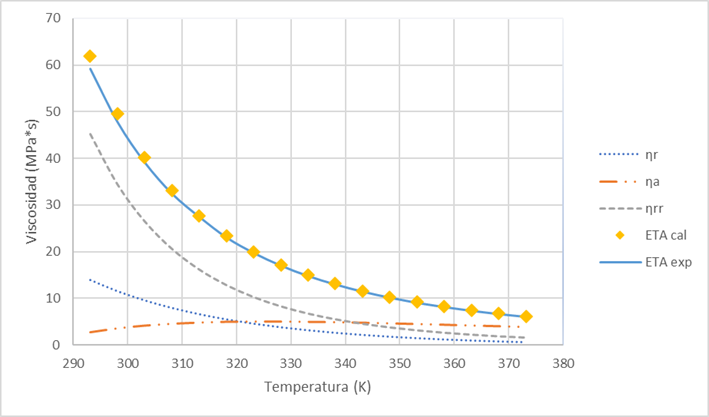 70
60
50
40
30
20
10
0
290 300 310 320 330 340 350 360 370 380
Viscosidad (MPa*s)
Temperatura (K)
ηr
ηa
ηrr
ETA cal
ETA exp